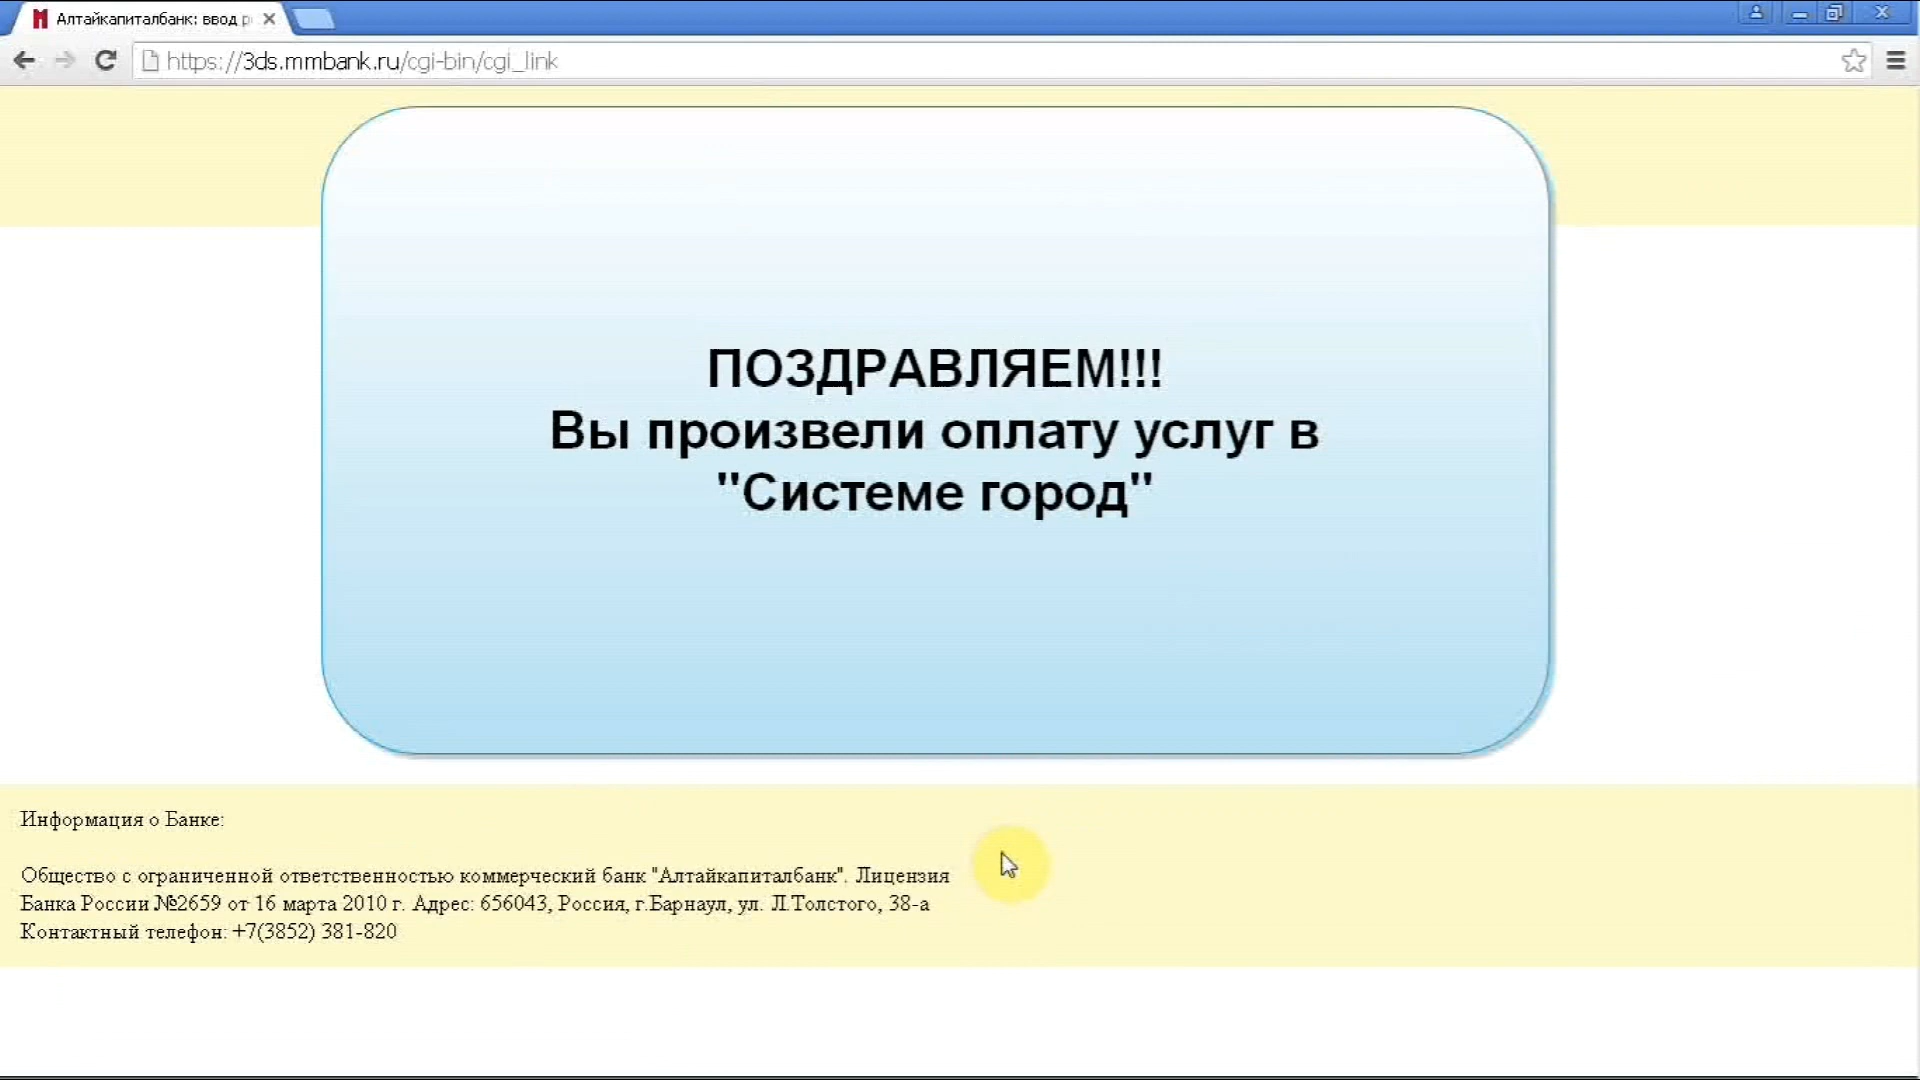 Алтайкапиталбанк: ввод р
https://3ds.mmbank.ru/cgi-bin/cgi_link
ПОЗДРАВЛЯЕМ!!!
Вы произвели оплату услуг в
"Системе город"
Информация о Банке:
Общество с ограниченной ответственностью коммерческий банк "Алтайкапиталбанк". Лицензия
Банка России №2659 от 16 марта 2010 г. Адрес: 656043, Россия, г.Барнаул, ул. Л.Толстого, 38-а
Контактный телефон: +7(3852) 381-820